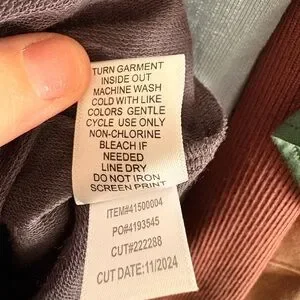 TURN GARMENT
INSIDE OUT
MACHINE WASH
COLD WITH LIKE
COLORS GENTLE
CYCLE USE ONLY
NON-CHLORINE
BLEACH IF
NEEDED
LINE DRY
DO NOT IRON
SCREEN PRINT
ITEM#41500004
PO#4193545
CUT#222288
CUT DATE:11/2024